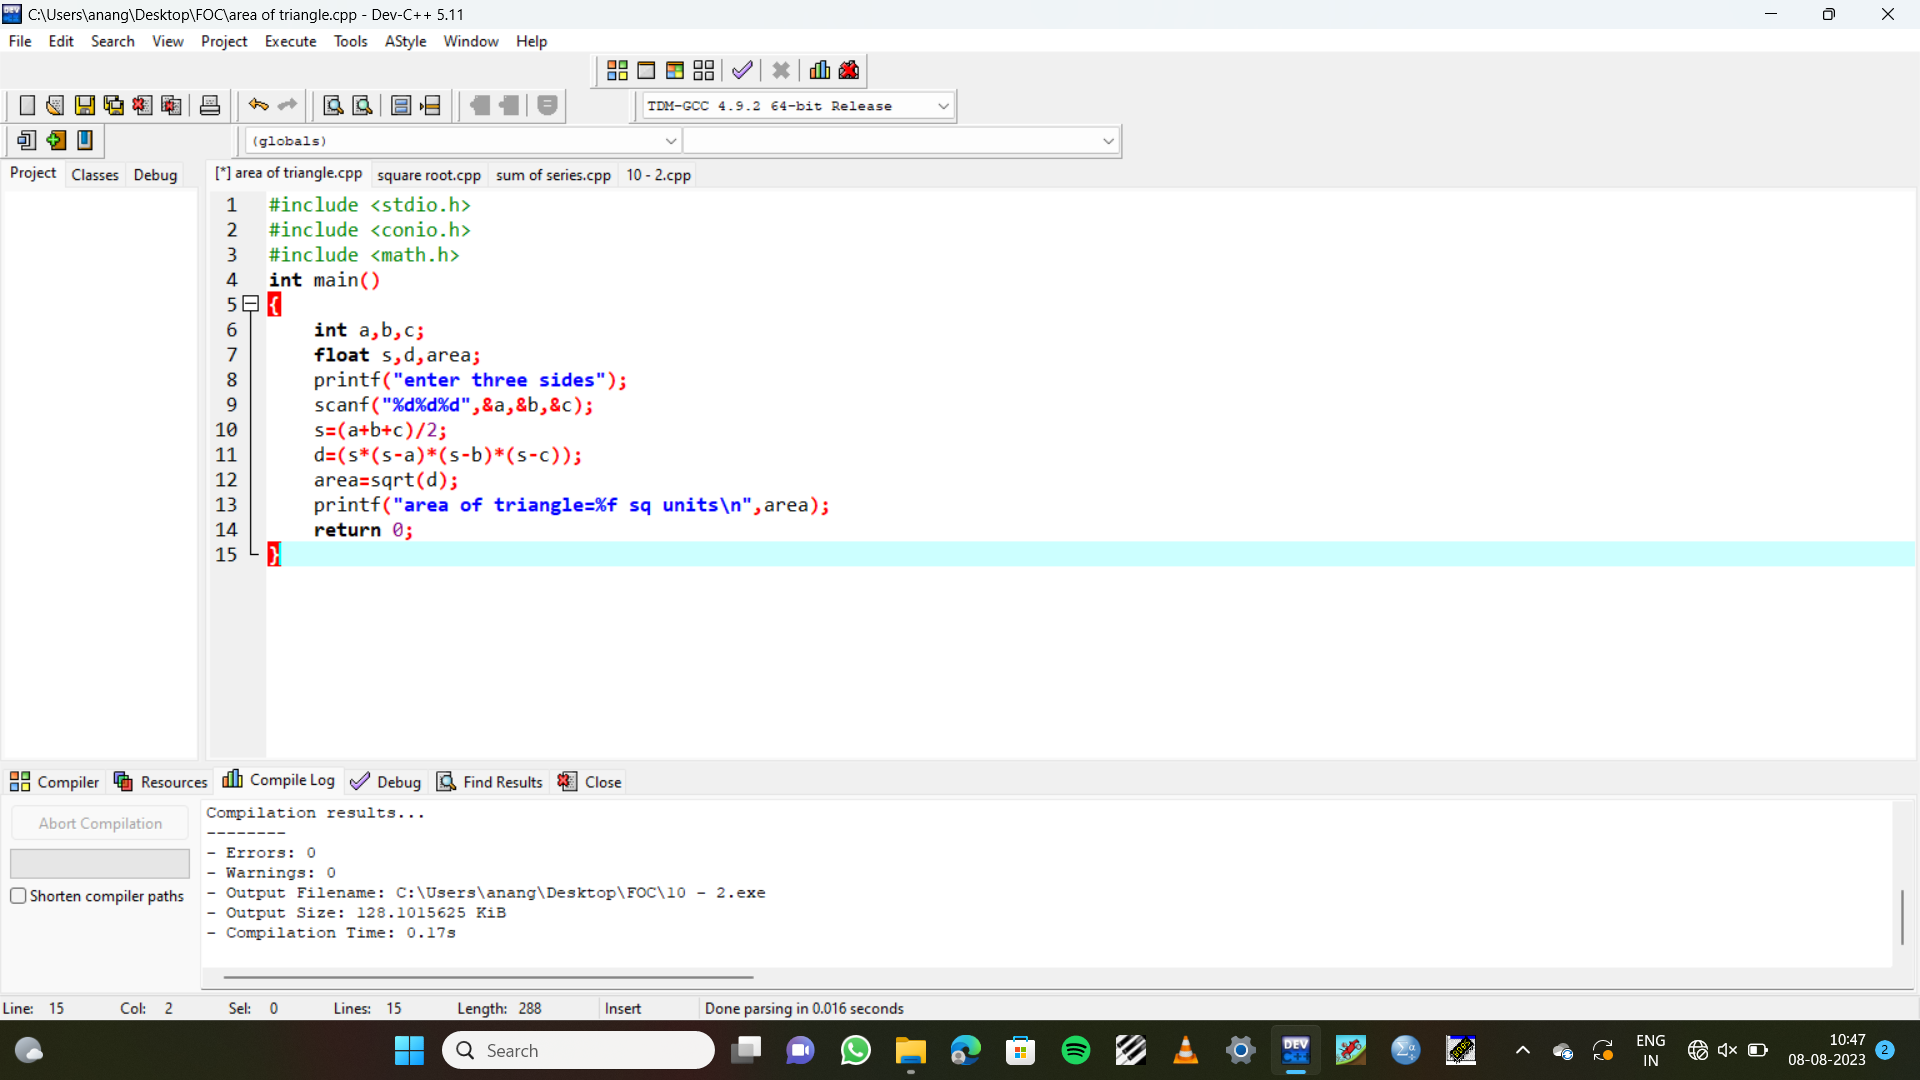 C:\Users\anang\Desktop\FOC\area of triangle.cpp - Dev-C++ 5.11
File Edit Search View Project Execute Tools AStyle Window Help
TDM-GCC 4.9.2 64-bit Release
(globals)
Project Classes Debug [*] area of triangle.cpp square root.cpp sum of series.cpp 10 - 2.cpp
1 #include <stdio.h>
2 #include <conio.h>
3 #include <math.h>
4 int main()
5 {
6 int a,b,c;
7 float s,d,area;
8 printf("enter three sides");
9 scanf("%d%d%d",&a,&b,&c);
10 s=(a+b+c)/2;
11 d=(s*(s-a)*(s-b)*(s-c));
12 area=sqrt(d);
13 printf("area of triangle=%f sq units\n",area);
14 return 0;
15 }
Compiler Resources Compile Log Debug Find Results Close
Abort Compilation
Shorten compiler paths
Compilation results...
--------
- Errors: 0
- Warnings: 0
- Output Filename: C:\Users\anang\Desktop\FOC\10 - 2.exe
- Output Size: 128.1015625 KiB
- Compilation Time: 0.17s
Line: 15 Col: 2 Sel: 0 Lines: 15 Length: 288 Insert Done parsing in 0.016 seconds
Search
DEV C++
ENG
IN
10:47
08-08-2023
2